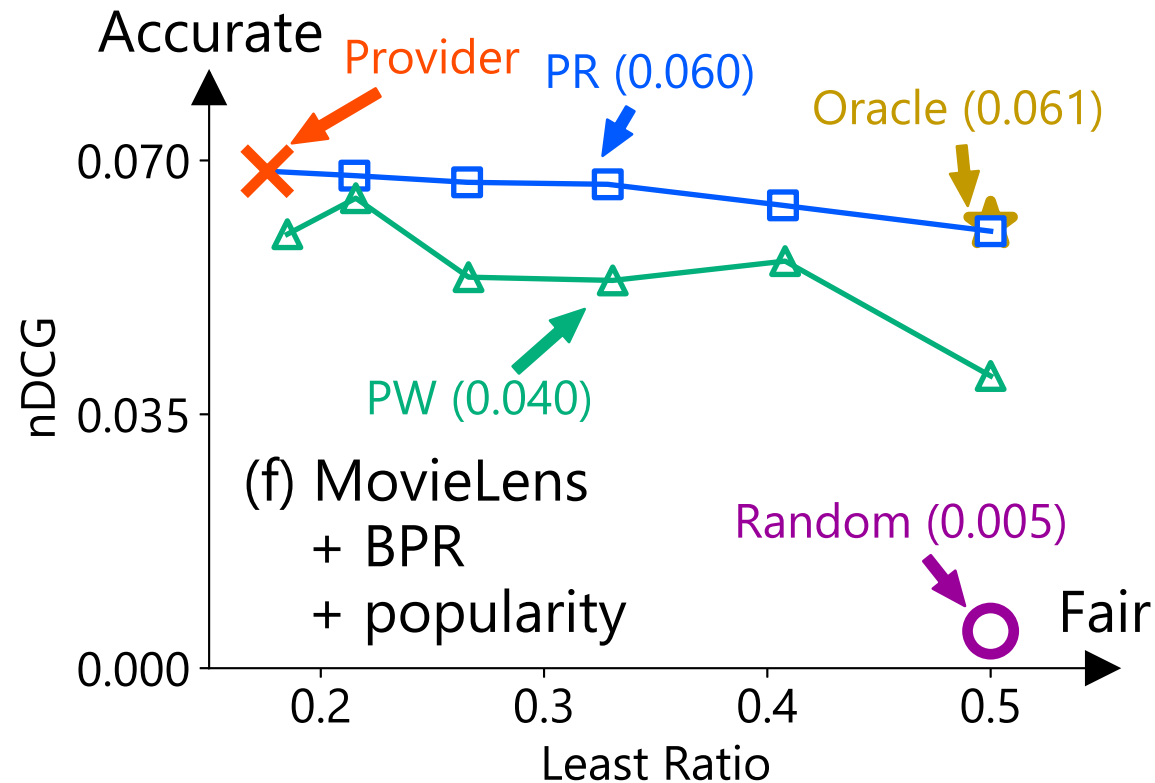 Accurate
Provider
PR (0.060)
Oracle (0.061)
0.070
nDCG
PW (0.040)
0.035
(f) MovieLens
+ BPR
+ popularity
Random (0.005)
Fair
0.000
0.2 0.3 0.4 0.5
Least Ratio